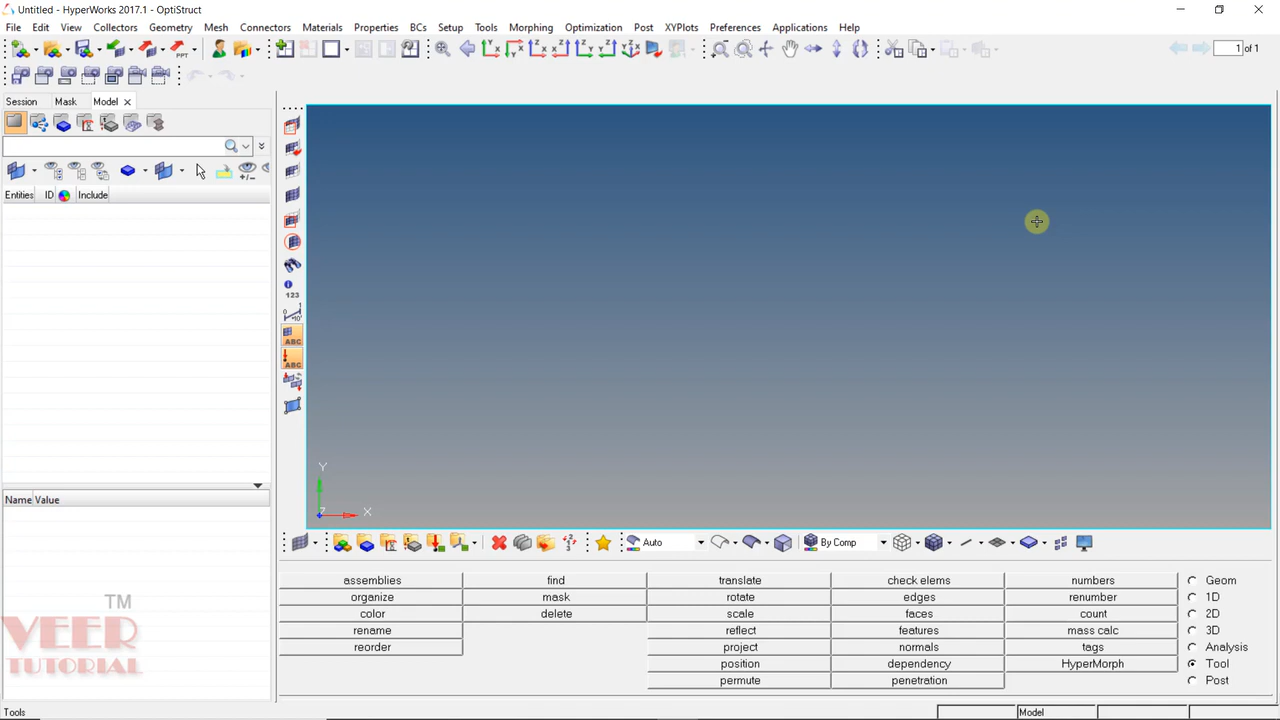 Untitled - HyperWorks 2017.1 - OptiStruct
File Edit View Collectors Geometry Mesh Connectors Materials Properties BCs Setup Tools Morphing Optimization Post XYPlots Preferences Applications Help
1 of 1
Session Mask Model
Entities ID Include
123
ABC
ABC
Y
Z X
Name Value
Auto By Comp
assemblies find translate check elems numbers Geom
organize mask rotate edges renumber 1D
color delete scale faces count 2D
rename reflect features mass calc 3D
reorder project normals tags Analysis
position dependency HyperMorph Tool
permute penetration Post
TM
VEER
TUTORIAL
Tools Model